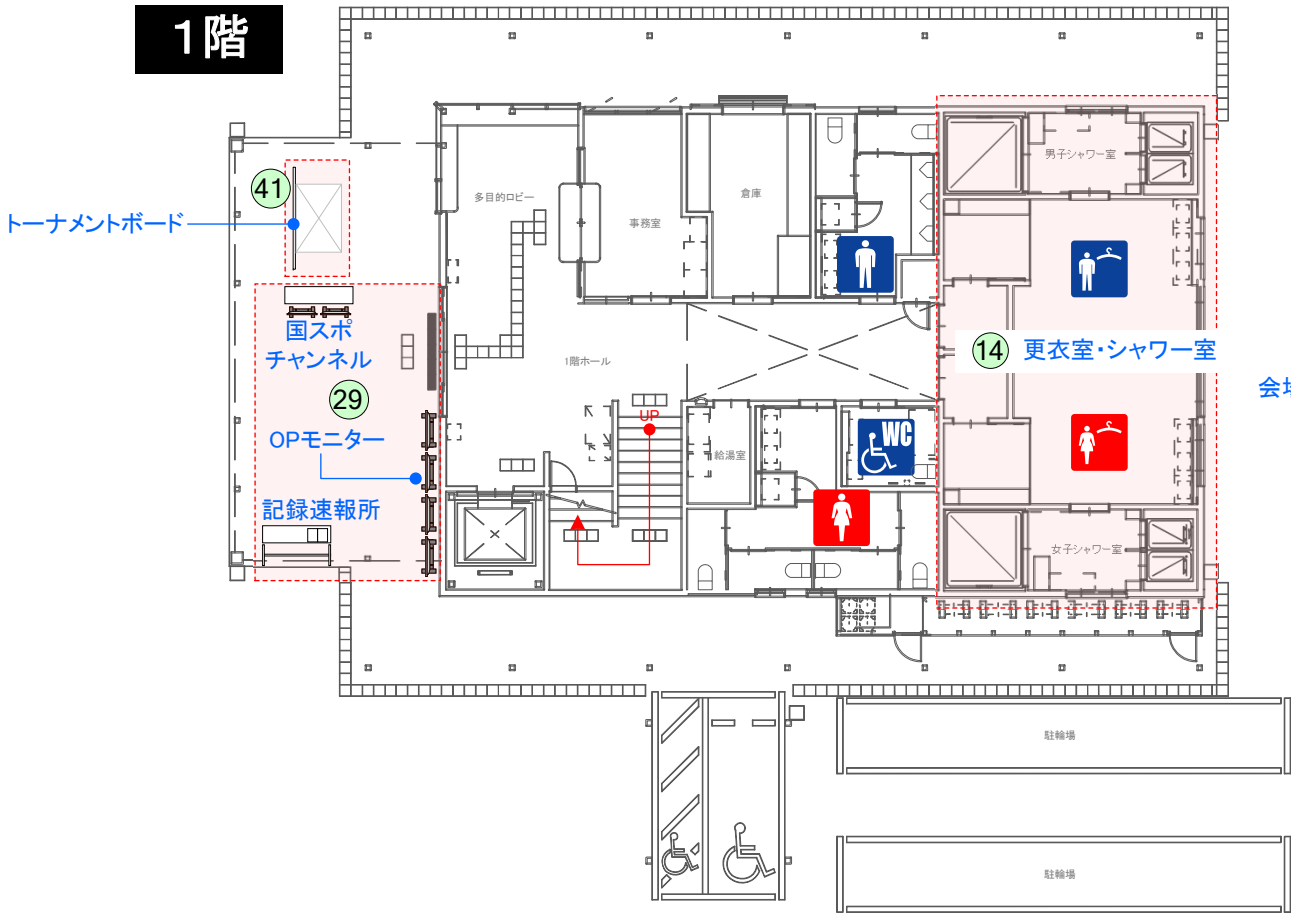 1階
男子シャワー室
41
多目的ロビー
倉庫
トーナメントボード
事務室
国スポ
チャンネル
1階ホール
14
更衣室・シャワー室
会場
29
UP
OPモニター
WC
給湯室
記録速報所
女子シャワー室
駐輪場
駐輪場